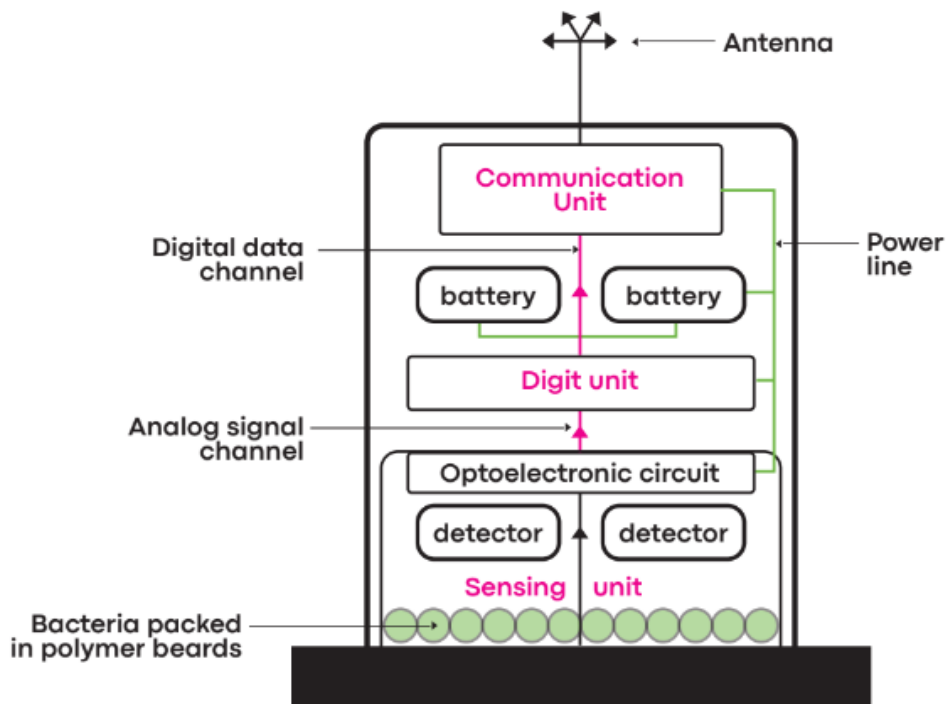 Antenna
Communication
Unit
Digital data
channel
Power
line
battery
battery
Digit unit
Analog signal
channel
Optoelectronic circuit
detector
detector
Sensing unit
Bacteria packed
in polymer beards